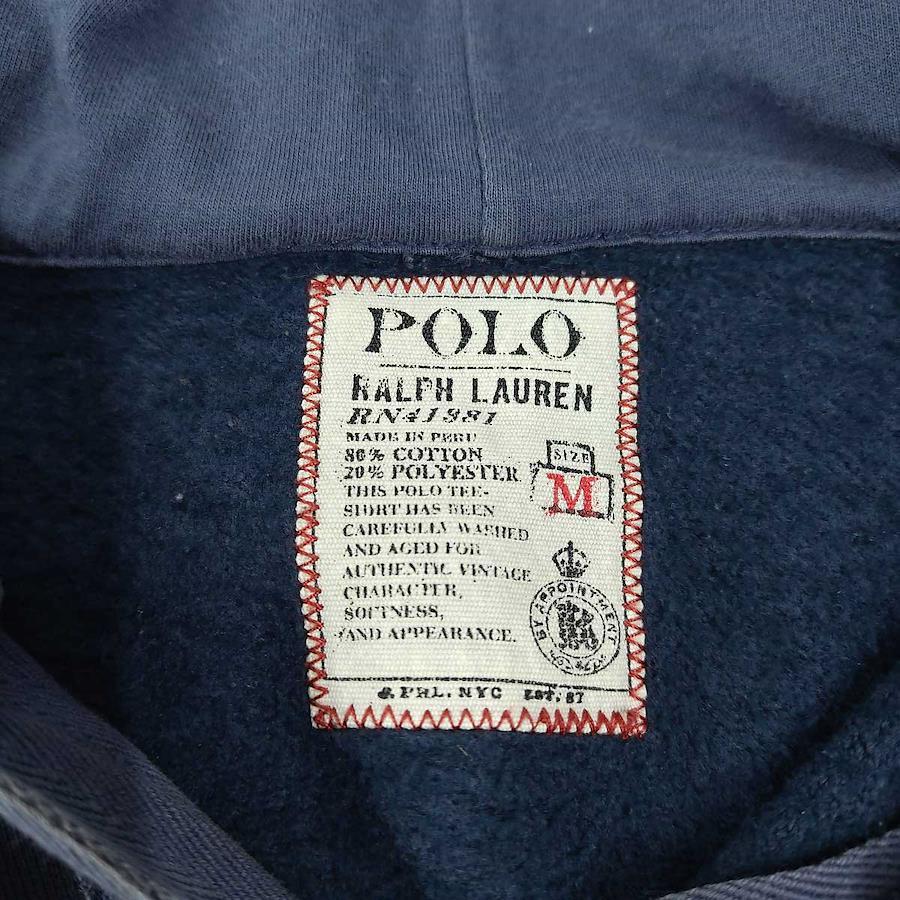 POLO
RALPH LAUREN
RN41381
MADE IN PERU
80% COTTON
20% POLYESTER
THIS POLO TEE-
SHIRT HAS BEEN
CAREFULLY WASHED
AND AGED FOR
AUTHENTIC VINTAGE
CHARACTER,
SOFTNESS,
AND APPEARANCE.
SIZE
M
BY APPOINTMENT
& PRL. NYC EST. 67